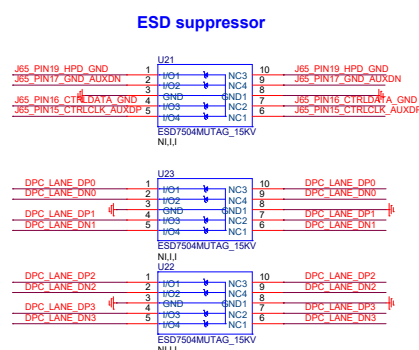 ESD suppressor
U21
J65_PIN19_HPD_GND 1 I/O1 NC3 10 J65_PIN19_HPD_GND
J65_PIN17_GND_AUXDN 2 I/O2 NC4 9 J65_PIN17_GND_AUXDN
3 GND GND1 8
J65_PIN16_CTRLDATA_GND 4 I/O3 NC2 7 J65_PIN16_CTRLDATA_GND
J65_PIN15_CTRLCLK_AUXDP 5 I/O4 NC1 6 J65_PIN15_CTRLCLK_AUXDP
ESD7504MUTAG_15KV
NI,I,I
U23
DPC_LANE_DP0 1 I/O1 NC3 10 DPC_LANE_DP0
DPC_LANE_DN0 2 I/O2 NC4 9 DPC_LANE_DN0
3 GND GND1 8
DPC_LANE_DP1 4 I/O3 NC2 7 DPC_LANE_DP1
DPC_LANE_DN1 5 I/O4 NC1 6 DPC_LANE_DN1
ESD7504MUTAG_15KV
NI,I,I
U22
DPC_LANE_DP2 1 I/O1 NC3 10 DPC_LANE_DP2
DPC_LANE_DN2 2 I/O2 NC4 9 DPC_LANE_DN2
3 GND GND1 8
DPC_LANE_DP3 4 I/O3 NC2 7 DPC_LANE_DP3
DPC_LANE_DN3 5 I/O4 NC1 6 DPC_LANE_DN3
ESD7504MUTAG_15KV
NI,I,I